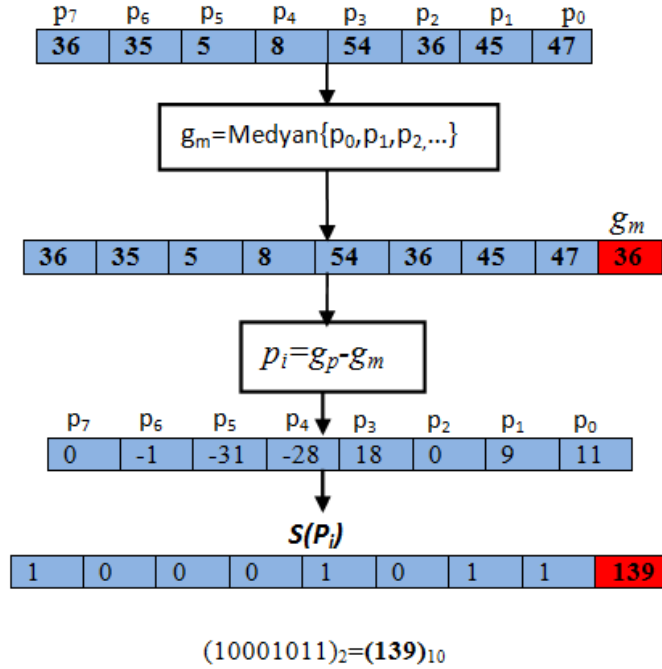 p₇ p₆ p₅ p₄ p₃ p₂ p₁ p₀
36 35 5 8 54 36 45 47
gₘ=Medyan{p₀,p₁,p₂,...}
gₘ
36 35 5 8 54 36 45 47 36
pᵢ=gₚ-gₘ
p₇ p₆ p₅ p₄ p₃ p₂ p₁ p₀
0 -1 -31 -28 18 0 9 11
S(Pᵢ)
1 0 0 0 1 0 1 1 139
(10001011)₂=(139)₁₀